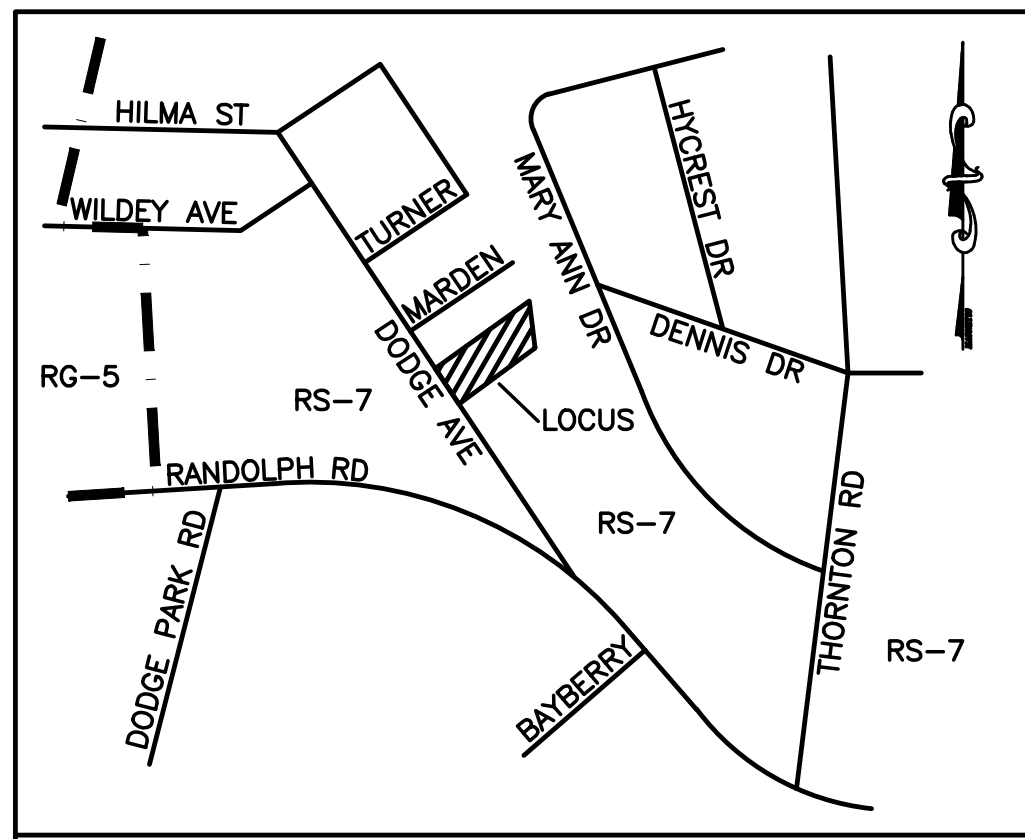 HILMA ST
WILDEY AVE
TURNER
MARDEN
MARY ANN DR
HYCREST DR
DENNIS DR
DODGE AVE
RG-5
RS-7
LOCUS
RANDOLPH RD
RS-7
DODGE PARK RD
THORNTON RD
BAYBERRY
RS-7